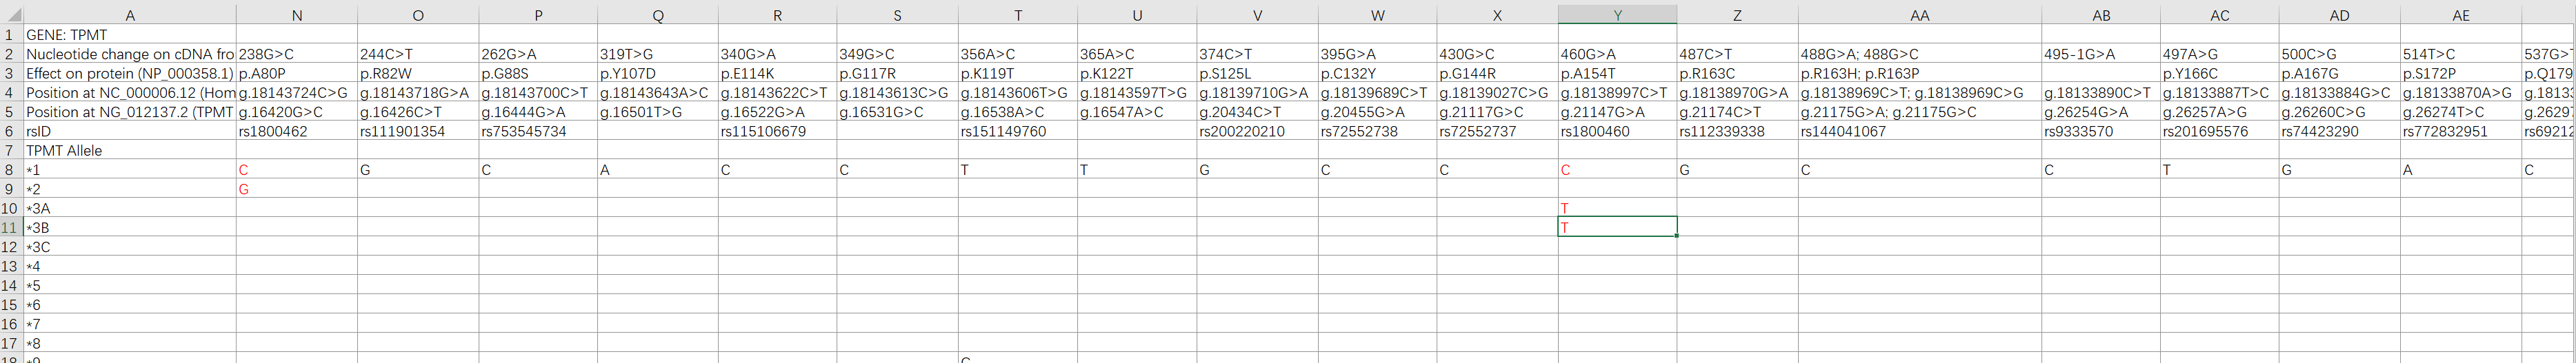 A N O P Q R S T U V W X Y Z AA AB AC AD AE
1 GENE: TPMT
2 Nucleotide change on cDNA fro 238G>C 244C>T 262G>A 319T>G 340G>A 349G>C 356A>C 365A>C 374C>T 395G>A 430G>C 460G>A 487C>T 488G>A; 488G>C 495-1G>A 497A>G 500C>G 514T>C 537G>
3 Effect on protein (NP_000358.1) p.A80P p.R82W p.G88S p.Y107D p.E114K p.G117R p.K119T p.K122T p.S125L p.C132Y p.G144R p.A154T p.R163C p.R163H; p.R163P p.Y166C p.A167G p.S172P p.Q179
4 Position at NC_000006.12 (Hom g.18143724C>G g.18143718G>A g.18143700C>T g.18143643A>C g.18143622C>T g.18143613C>G g.18143606T>G g.18143597T>G g.18139710G>A g.18139689C>T g.18139027C>G g.18138997C>T g.18138970G>A g.18138969C>T; g.18138969C>G g.18133890C>T g.18133887T>C g.18133884G>C g.18133870A>G g.1813
5 Position at NG_012137.2 (TPMT g.16420G>C g.16426C>T g.16444G>A g.16501T>G g.16522G>A g.16531G>C g.16538A>C g.16547A>C g.20434C>T g.20455G>A g.21117G>C g.21147G>A g.21174C>T g.21175G>A; g.21175G>C g.26254G>A g.26257A>G g.26260C>G g.26274T>C g.2629
6 rsID rs1800462 rs111901354 rs753545734 rs115106679 rs151149760 rs200220210 rs72552738 rs72552737 rs1800460 rs112339338 rs144041067 rs9333570 rs201695576 rs74423290 rs772832951 rs6921
7 TPMT Allele
8 *1 C G C A C C T T G C C C G C C T G A C
9 *2 G
10 *3A T
11 *3B T
12 *3C
13 *4
14 *5
15 *6
16 *7
17 *8
18 *9